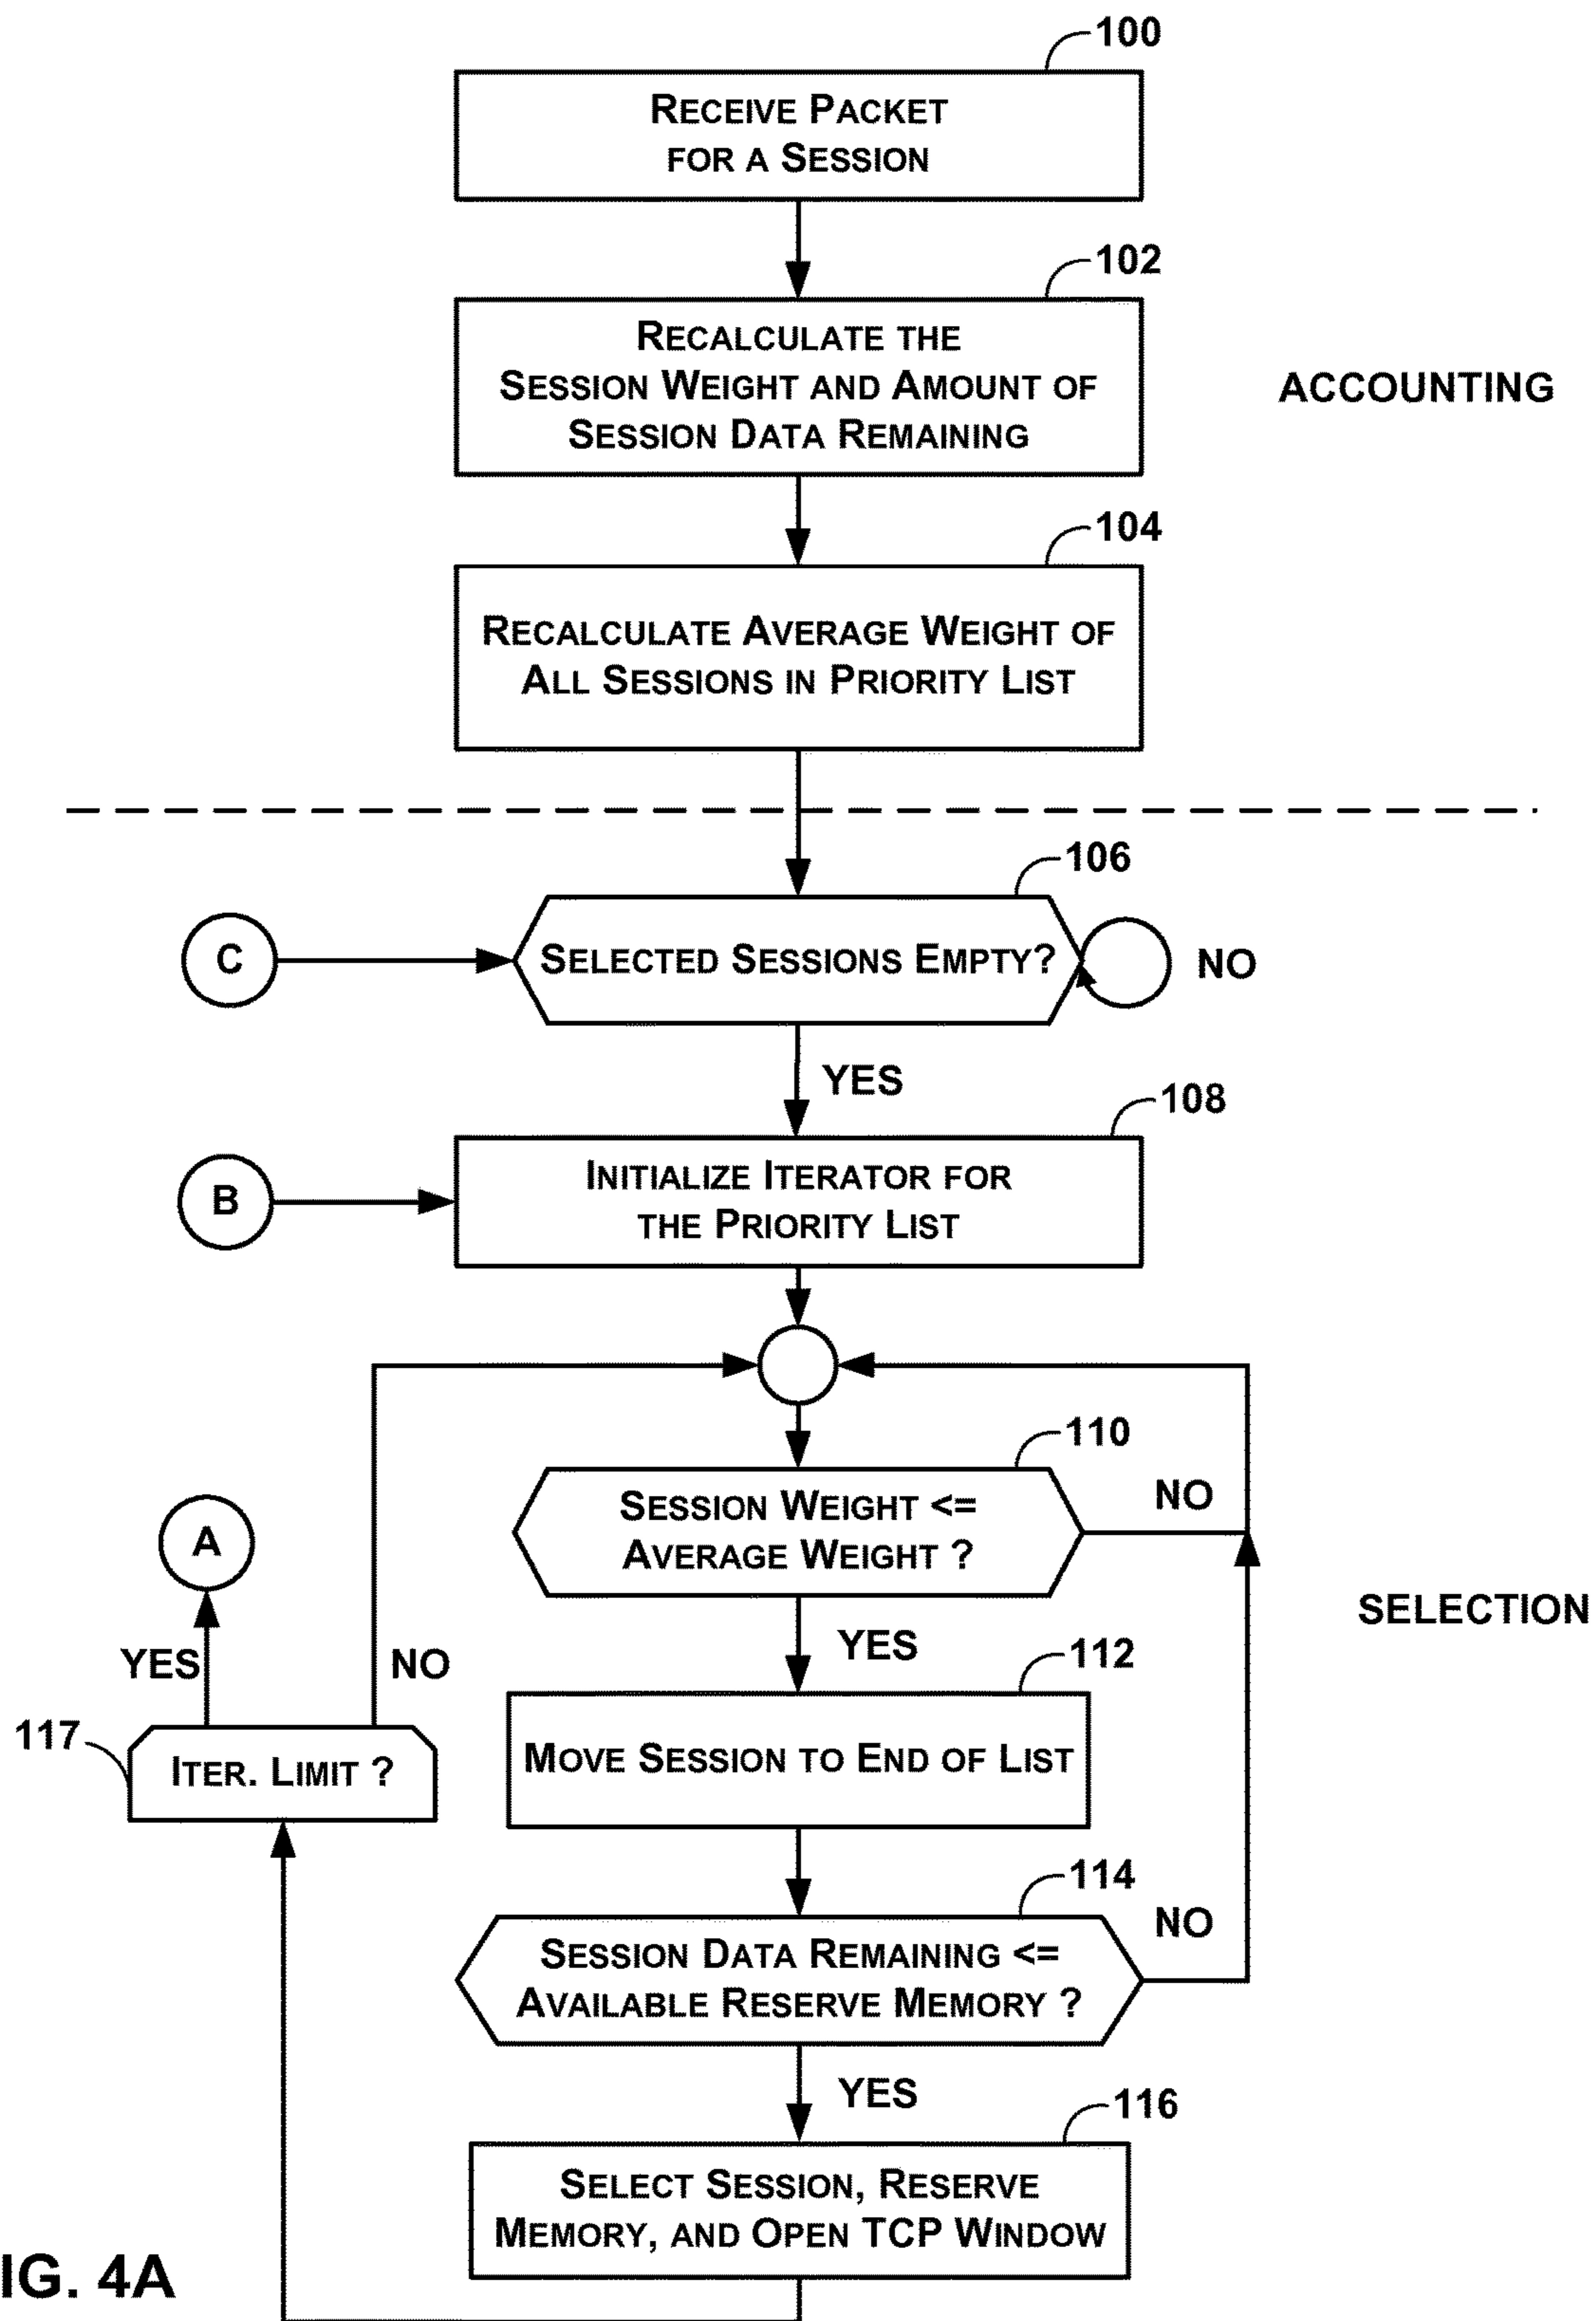 100
RECEIVE PACKET
FOR A SESSION
102
RECALCULATE THE
SESSION WEIGHT AND AMOUNT OF
SESSION DATA REMAINING
ACCOUNTING
104
RECALCULATE AVERAGE WEIGHT OF
ALL SESSIONS IN PRIORITY LIST
106
C
SELECTED SESSIONS EMPTY?
NO
YES
108
B
INITIALIZE ITERATOR FOR
THE PRIORITY LIST
110
SESSION WEIGHT <=
AVERAGE WEIGHT ?
NO
A
YES
NO
YES
SELECTION
112
MOVE SESSION TO END OF LIST
117
ITER. LIMIT ?
114
SESSION DATA REMAINING <=
AVAILABLE RESERVE MEMORY ?
NO
YES
116
SELECT SESSION, RESERVE
MEMORY, AND OPEN TCP WINDOW
IG. 4A